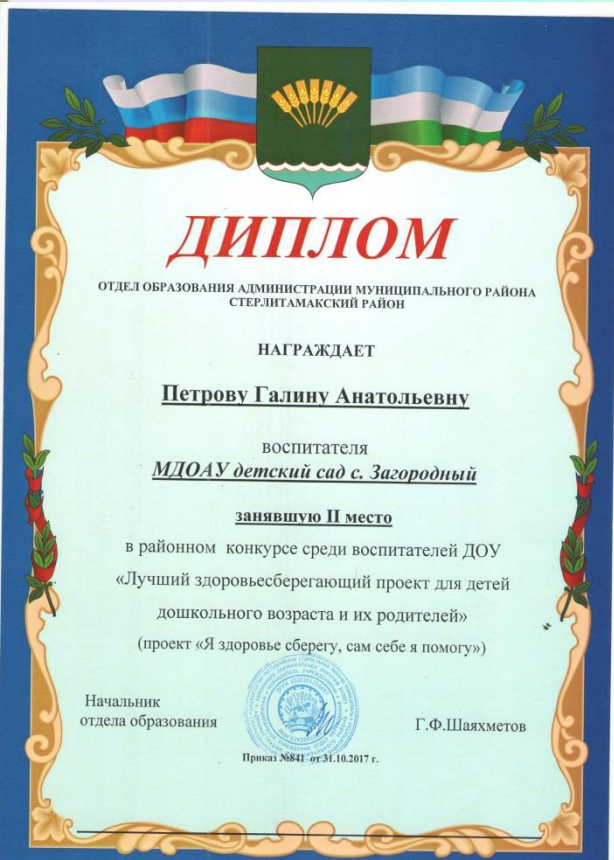 ДИПЛОМ
ОТДЕЛ ОБРАЗОВАНИЯ АДМИНИСТРАЦИИ МУНИЦИПАЛЬНОГО РАЙОНА
СТЕРЛИТАМАКСКИЙ РАЙОН
НАГРАЖДАЕТ
Петрову Галину Анатольевну
воспитателя
МДОАУ детский сад с. Загородный
занявшую II место
в районном конкурсе среди воспитателей ДОУ
«Лучший здоровьесберегающий проект для детей
дошкольного возраста и их родителей»
(проект «Я здоровье сберегу, сам себе я помогу»)
Начальник
отдела образования
Г.Ф.Шаяхметов
Приказ №841 от 31.10.2017 г.